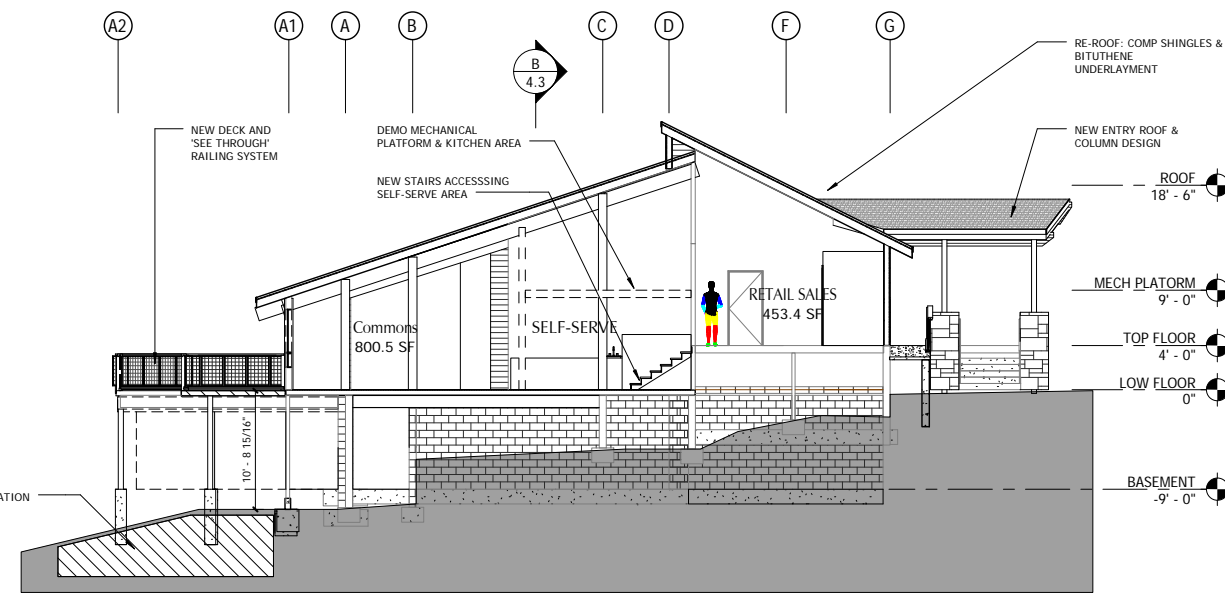 A2
A1
A
B
C
D
F
G
B
4.3
RE-ROOF: COMP SHINGLES &
BITUTHENE
UNDERLAYMENT
NEW DECK AND
'SEE THROUGH'
RAILING SYSTEM
DEMO MECHANICAL
PLATFORM & KITCHEN AREA
NEW ENTRY ROOF &
COLUMN DESIGN
NEW STAIRS ACCESSSING
SELF-SERVE AREA
ROOF
18' - 6"
MECH PLATORM
9' - 0"
RETAIL SALES
453.4 SF
Commons
800.5 SF
SELF-SERVE
TOP FLOOR
4' - 0"
LOW FLOOR
0"
10' - 8 15/16"
BASEMENT
-9' - 0"
ATION